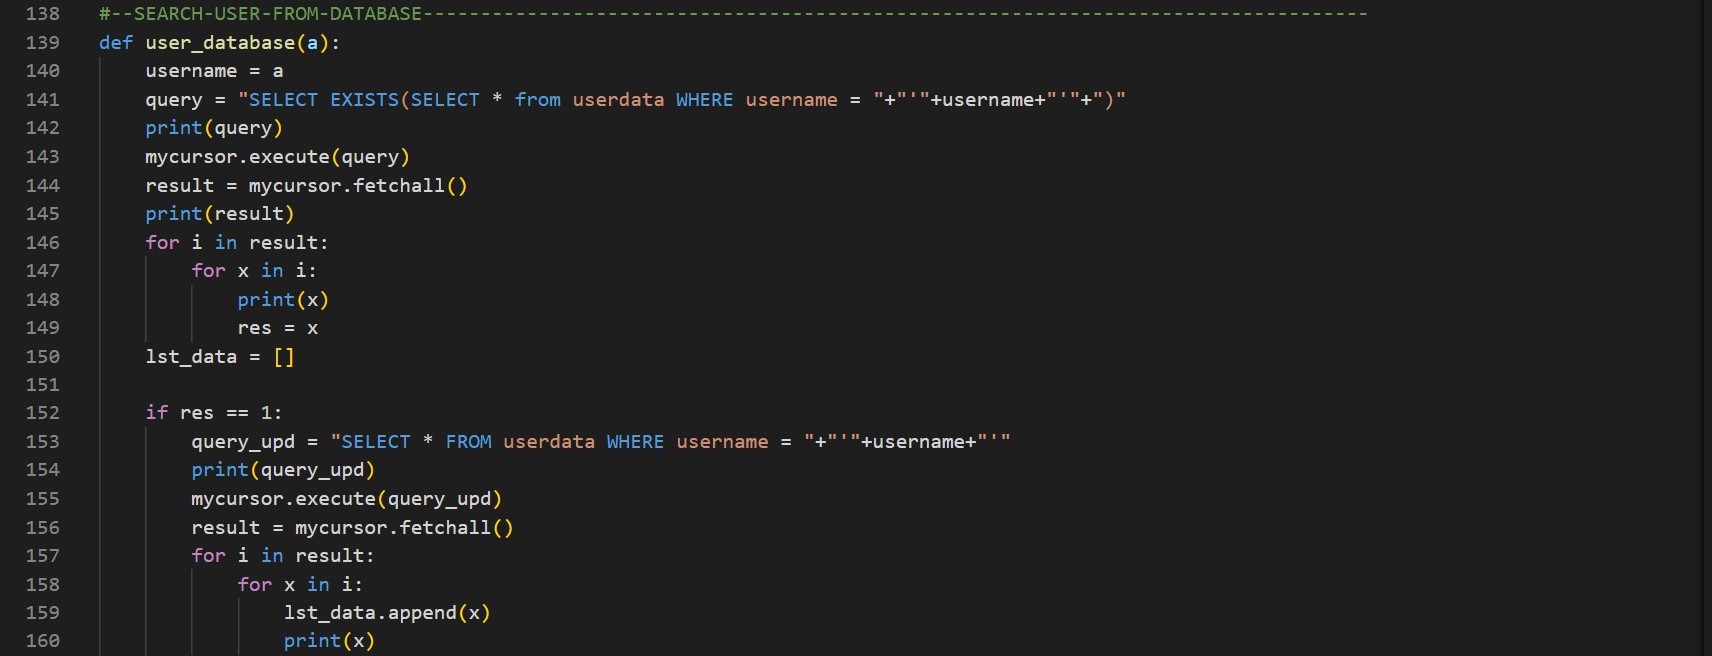 138 #--SEARCH-USER-FROM-DATABASE----------------------------------------------------------------------------------
139 def user_database(a):
140     username = a
141     query = "SELECT EXISTS(SELECT * from userdata WHERE username = "+"'"+username+"'"+")"
142     print(query)
143     mycursor.execute(query)
144     result = mycursor.fetchall()
145     print(result)
146     for i in result:
147         for x in i:
148             print(x)
149             res = x
150     lst_data = []
151
152     if res == 1:
153         query_upd = "SELECT * FROM userdata WHERE username = "+"'"+username+"'"
154         print(query_upd)
155         mycursor.execute(query_upd)
156         result = mycursor.fetchall()
157         for i in result:
158             for x in i:
159                 lst_data.append(x)
160                 print(x)